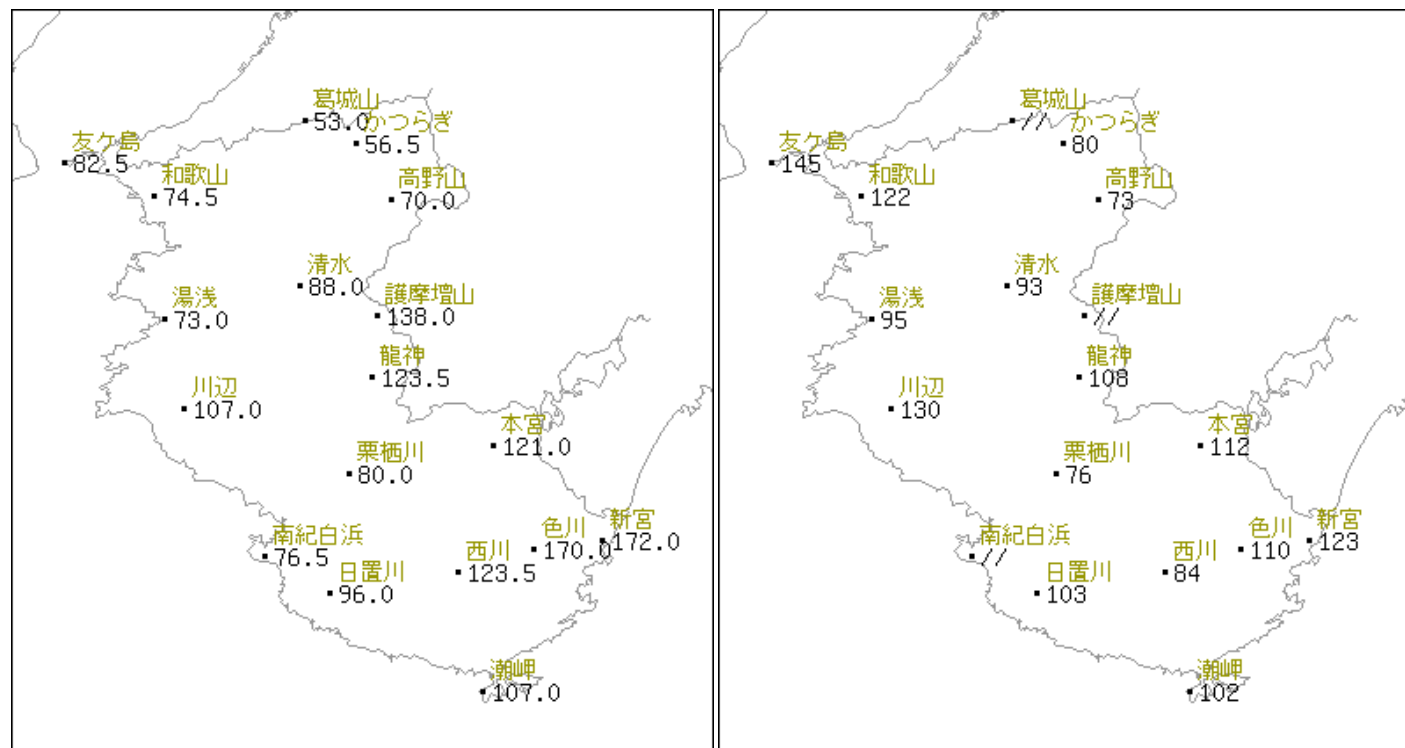 葛城山
53.0
かつらぎ
56.5
友ケ島
82.5
和歌山
74.5
高野山
70.0
清水
88.0
湯浅
73.0
護摩壇山
138.0
龍神
123.5
川辺
107.0
本宮
121.0
栗栖川
80.0
南紀白浜
76.5
日置川
96.0
西川
123.5
色川
170.0
新宮
172.0
潮岬
107.0
葛城山
//
かつらぎ
80
友ケ島
145
和歌山
122
高野山
73
清水
93
湯浅
95
護摩壇山
//
龍神
108
川辺
130
本宮
112
栗栖川
76
南紀白浜
//
日置川
103
西川
84
色川
110
新宮
123
潮岬
102